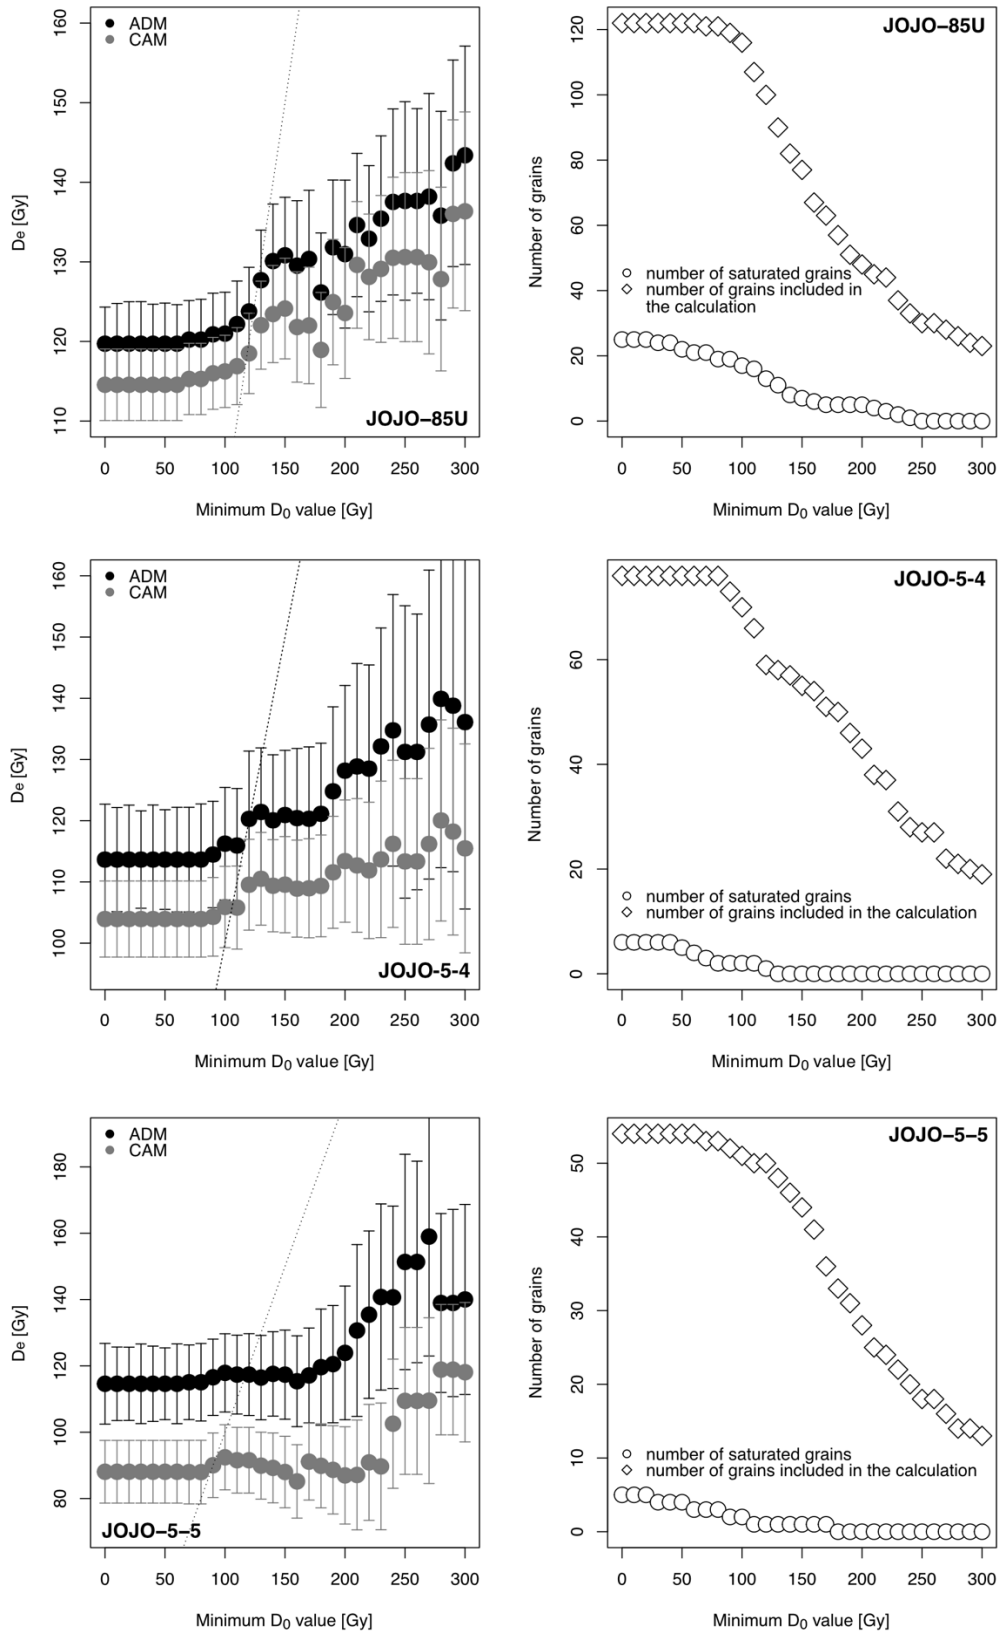 ADM
CAM
160
150
140
130
120
110
De [Gy]
JOJO–85U
0 50 100 150 200 250 300
Minimum D0 value [Gy]
JOJO–85U
120
100
80
60
40
20
0
Number of grains
number of saturated grains
number of grains included in
the calculation
0 50 100 150 200 250 300
Minimum D0 value [Gy]
ADM
CAM
160
150
140
130
120
110
100
De [Gy]
JOJO-5-4
0 50 100 150 200 250 300
Minimum D0 value [Gy]
JOJO-5-4
60
40
20
0
Number of grains
number of saturated grains
number of grains included in the calculation
0 50 100 150 200 250 300
Minimum D0 value [Gy]
ADM
CAM
180
160
140
120
100
80
De [Gy]
JOJO–5–5
0 50 100 150 200 250 300
Minimum D0 value [Gy]
JOJO–5–5
50
40
30
20
10
0
Number of grains
number of saturated grains
number of grains included in the calculation
0 50 100 150 200 250 300
Minimum D0 value [Gy]